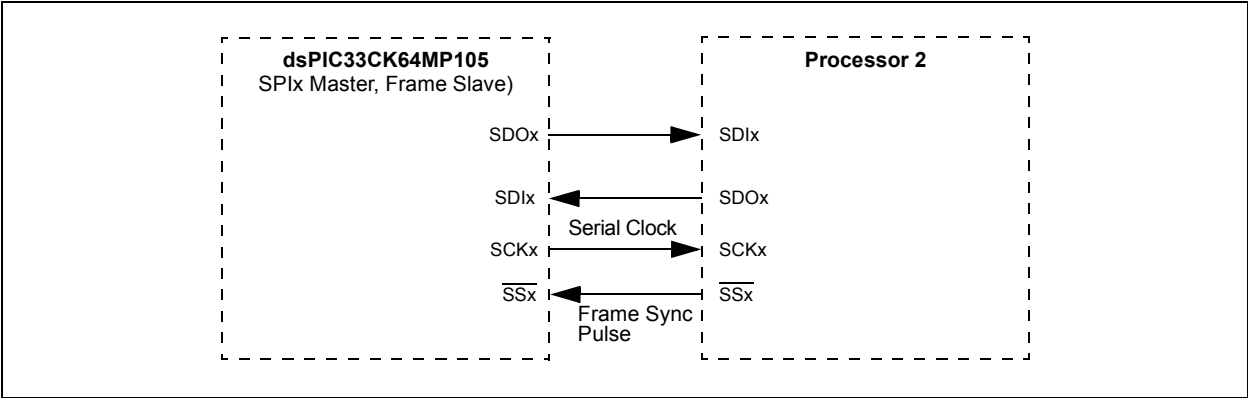 dsPIC33CK64MP105
SPIx Master, Frame Slave)
Processor 2
SDOx
SDIx
SDIx
SDOx
Serial Clock
SCKx
SCKx
SSx
SSx
Frame Sync
Pulse